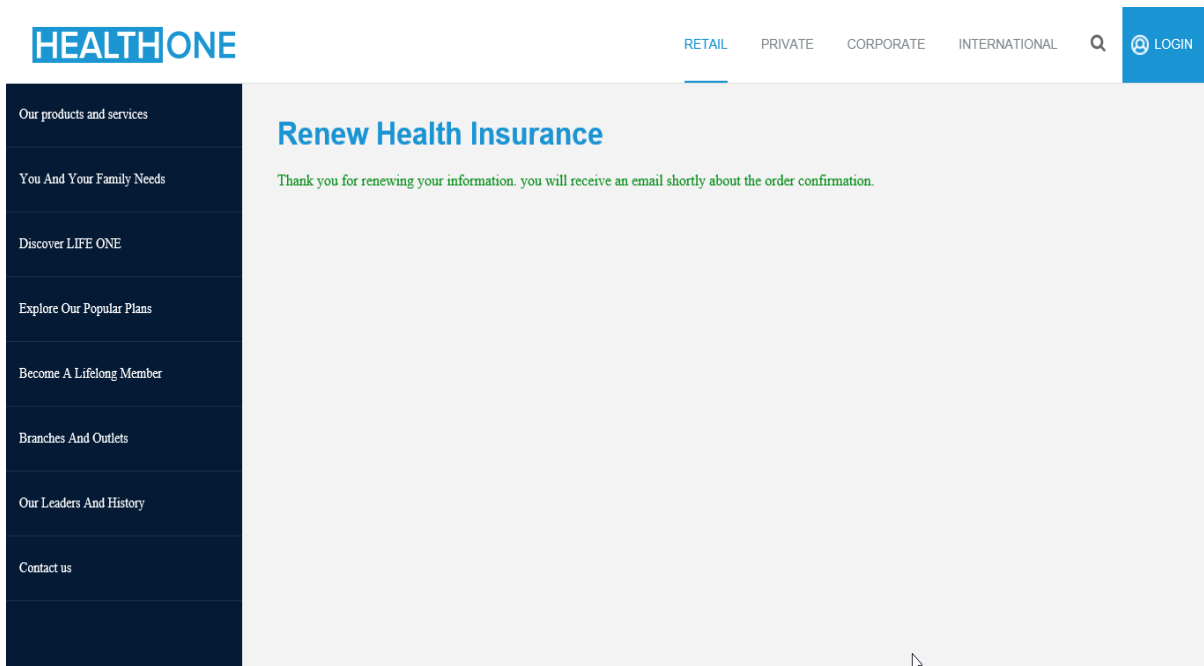 HEALTHONE
RETAIL PRIVATE CORPORATE INTERNATIONAL LOGIN
Our products and services
You And Your Family Needs
Discover LIFE ONE
Explore Our Popular Plans
Become A Lifelong Member
Branches And Outlets
Our Leaders And History
Contact us
Renew Health Insurance
Thank you for renewing your information. you will receive an email shortly about the order confirmation.